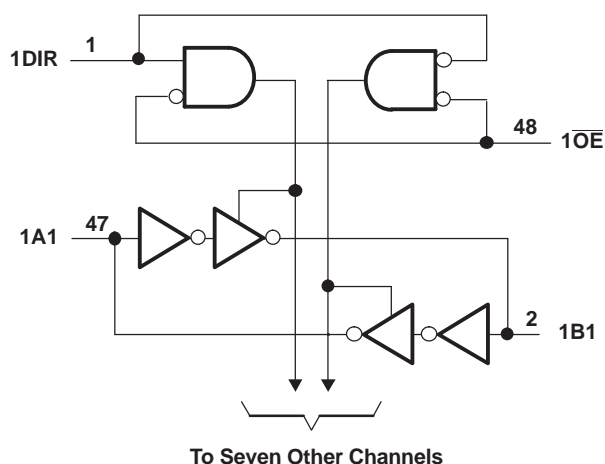 1DIR
1
48
1OE
1A1
47
2
1B1
To Seven Other Channels